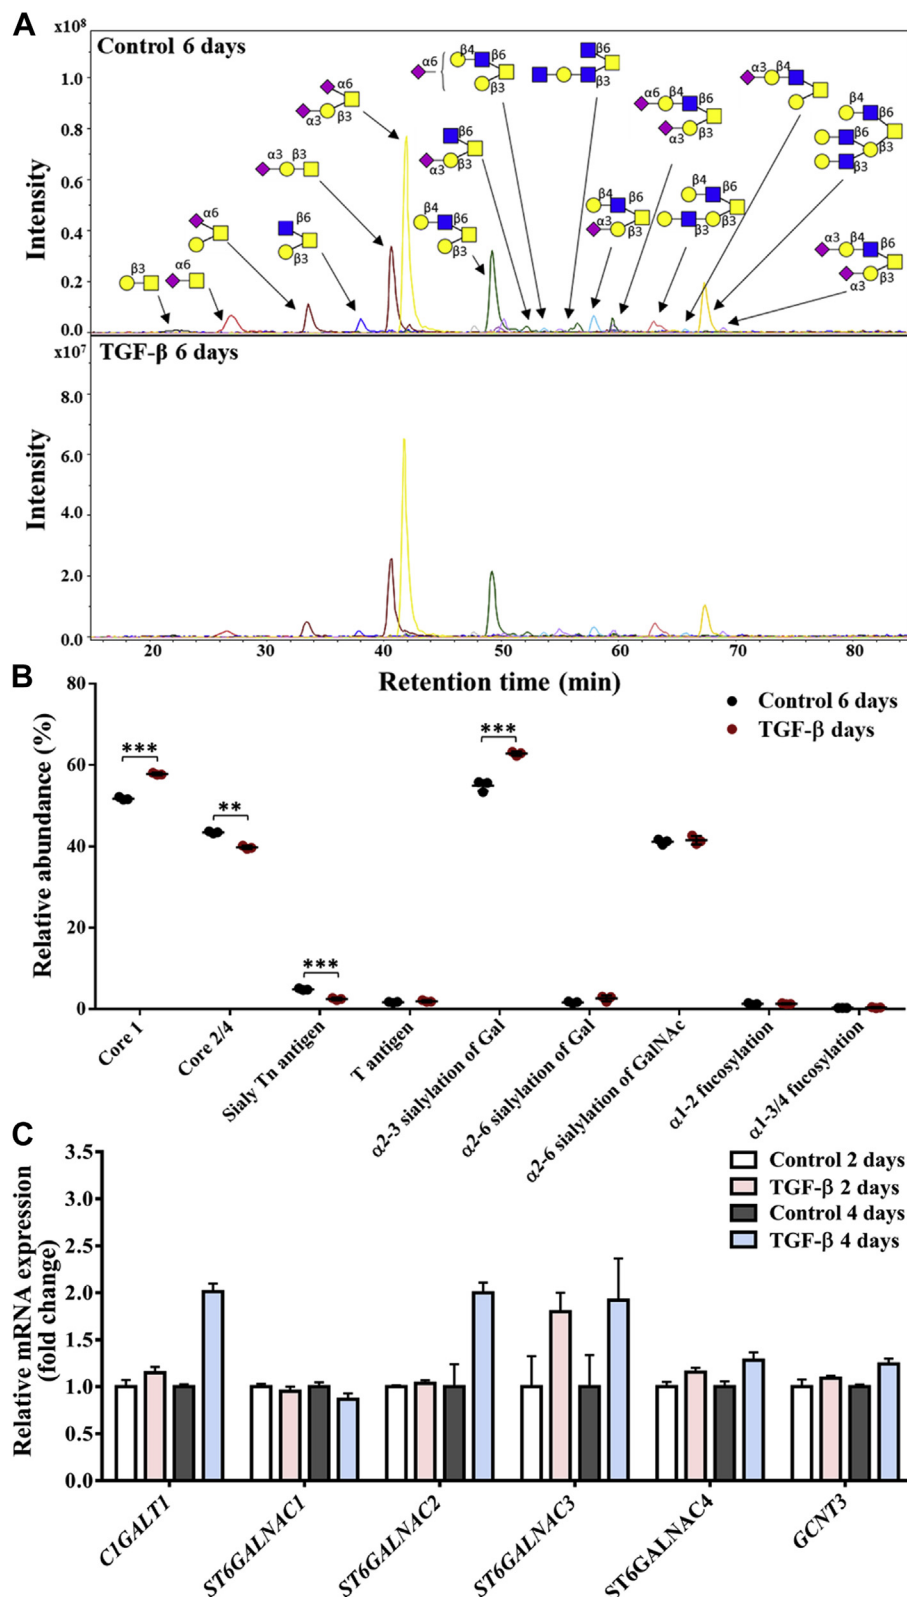 A
x10⁸
Control 6 days
Intensity
1.0
0.8
0.6
0.4
0.2
0.0
β3
α6
α6
β6
α3 β3
α6
α3 β3
β4 β6
β3
β6
α3 β3
α6
β4 β6
β3
β6
α6 β4 β6
α3 β3
β4 β6
α3 β3
β4 β6
β3
α3 β4
β4 β6
β6
β3 β3
α3 β4 β6
α3 β3
x10⁷
TGF-β 6 days
Intensity
8.0
6.0
4.0
2.0
0.0
20 30 40 50 60 70 80
Retention time (min)
B
Relative abundance (%)
80
60
40
20
0
Control 6 days
TGF-β days
***
**
***
***
Core 1
Core 2/4
Sialy Tn antigen
T antigen
α2-3 sialylation of Gal
α2-6 sialylation of Gal
α2-6 sialylation of GalNAc
α1-2 fucosylation
α1-3/4 fucosylation
C
Relative mRNA expression
(fold change)
3.5
3.0
2.5
2.0
1.5
1.0
0.5
0.0
Control 2 days
TGF-β 2 days
Control 4 days
TGF-β 4 days
C1GALT1
ST6GALNAC1
ST6GALNAC2
ST6GALNAC3
ST6GALNAC4
GCNT3